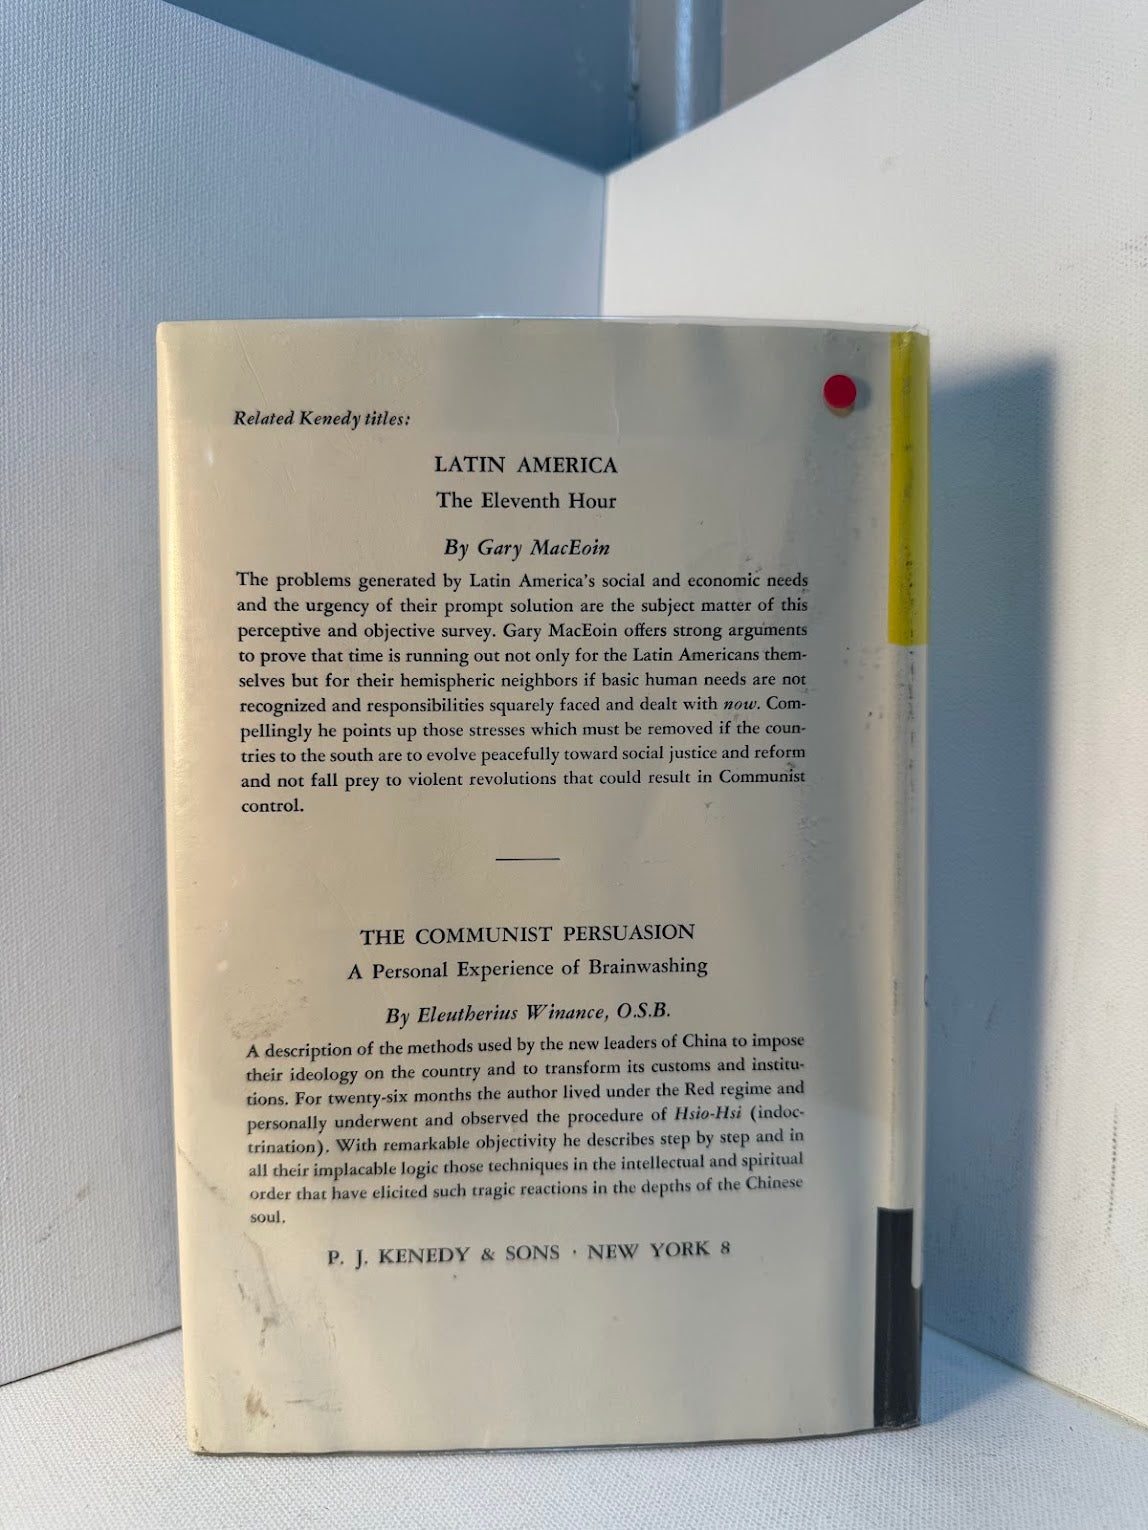 Related Kenedy titles:
LATIN AMERICA
The Eleventh Hour
By Gary MacEoin
The problems generated by Latin America's social and economic needs
and the urgency of their prompt solution are the subject matter of this
perceptive and objective survey. Gary MacEoin offers strong arguments
to prove that time is running out not only for the Latin Americans them-
selves but for their hemispheric neighbors if basic human needs are not
recognized and responsibilities squarely faced and dealt with now. Com-
pellingly he points up those stresses which must be removed if the coun-
tries to the south are to evolve peacefully toward social justice and reform
and not fall prey to violent revolutions that could result in Communist
control.
THE COMMUNIST PERSUASION
A Personal Experience of Brainwashing
By Eleutherius Winance, O.S.B.
A description of the methods used by the new leaders of China to impose
their ideology on the country and to transform its customs and institu-
tions. For twenty-six months the author lived under the Red regime and
personally underwent and observed the procedure of Hsio-Hsi (indoc-
trination). With remarkable objectivity he describes step by step and in
all their implacable logic those techniques in the intellectual and spiritual
order that have elicited such tragic reactions in the depths of the Chinese
soul.
P. J. KENEDY & SONS · NEW YORK 8